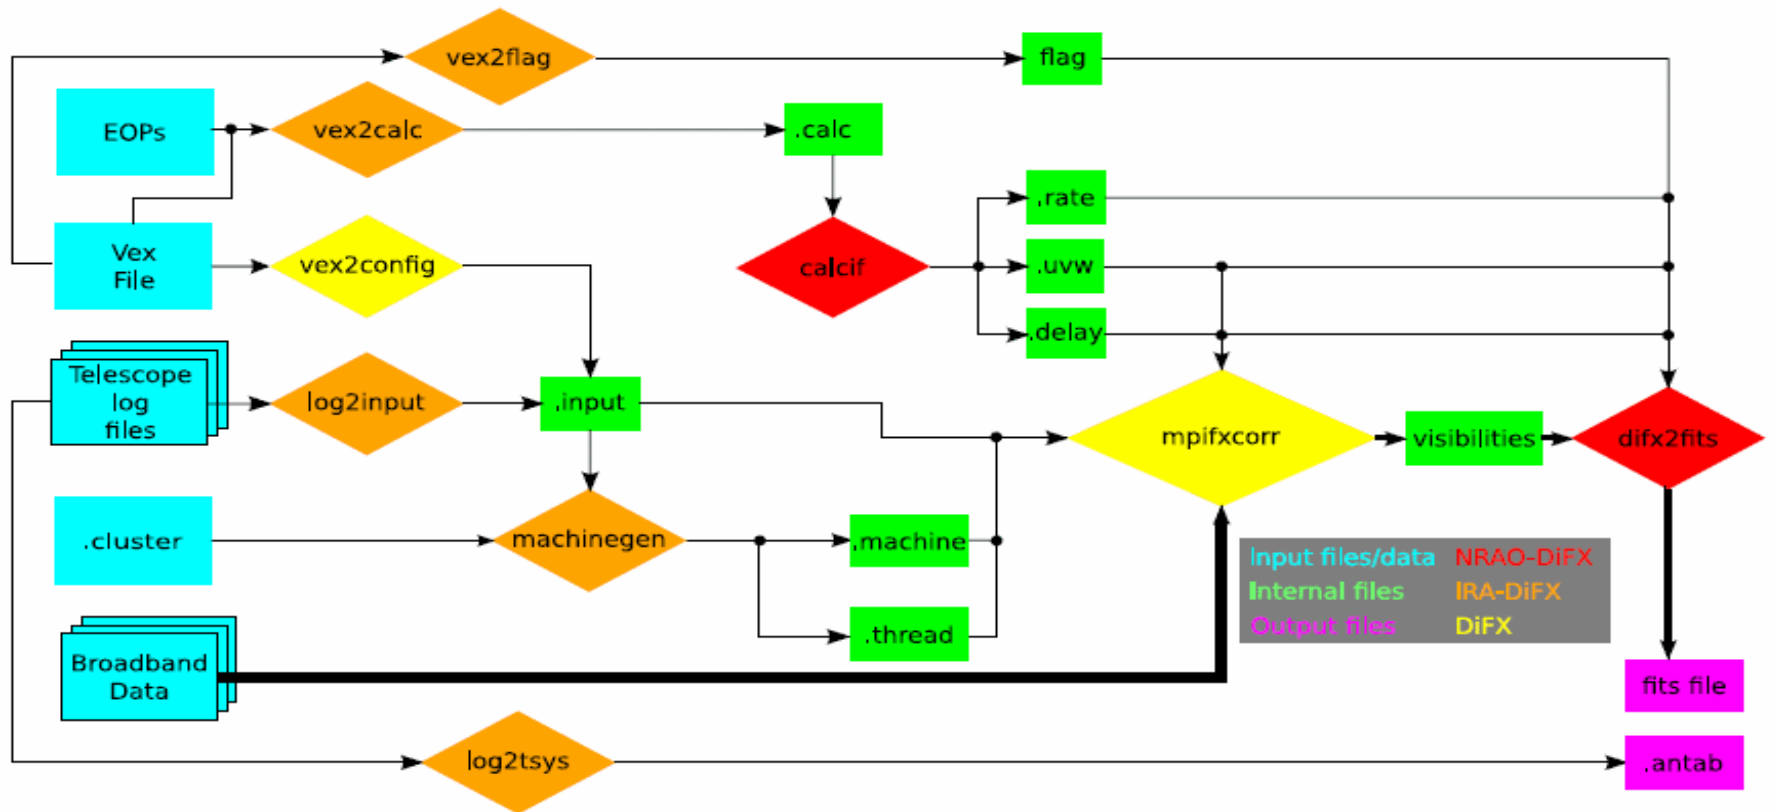 vex2flag
flag
EOPs
vex2calc
.calc
.rate
Vex
File
vex2config
calcif
.uvw
.delay
Telescope
log
files
log2input
.input
mpifxcorr
visibilities
difx2fits
.cluster
machinegen
.machine
Input files/data NRAO-DiFX
Internal files IRA-DiFX
Output files DiFX
.thread
Broadband
Data
fits file
log2tsys
.antab